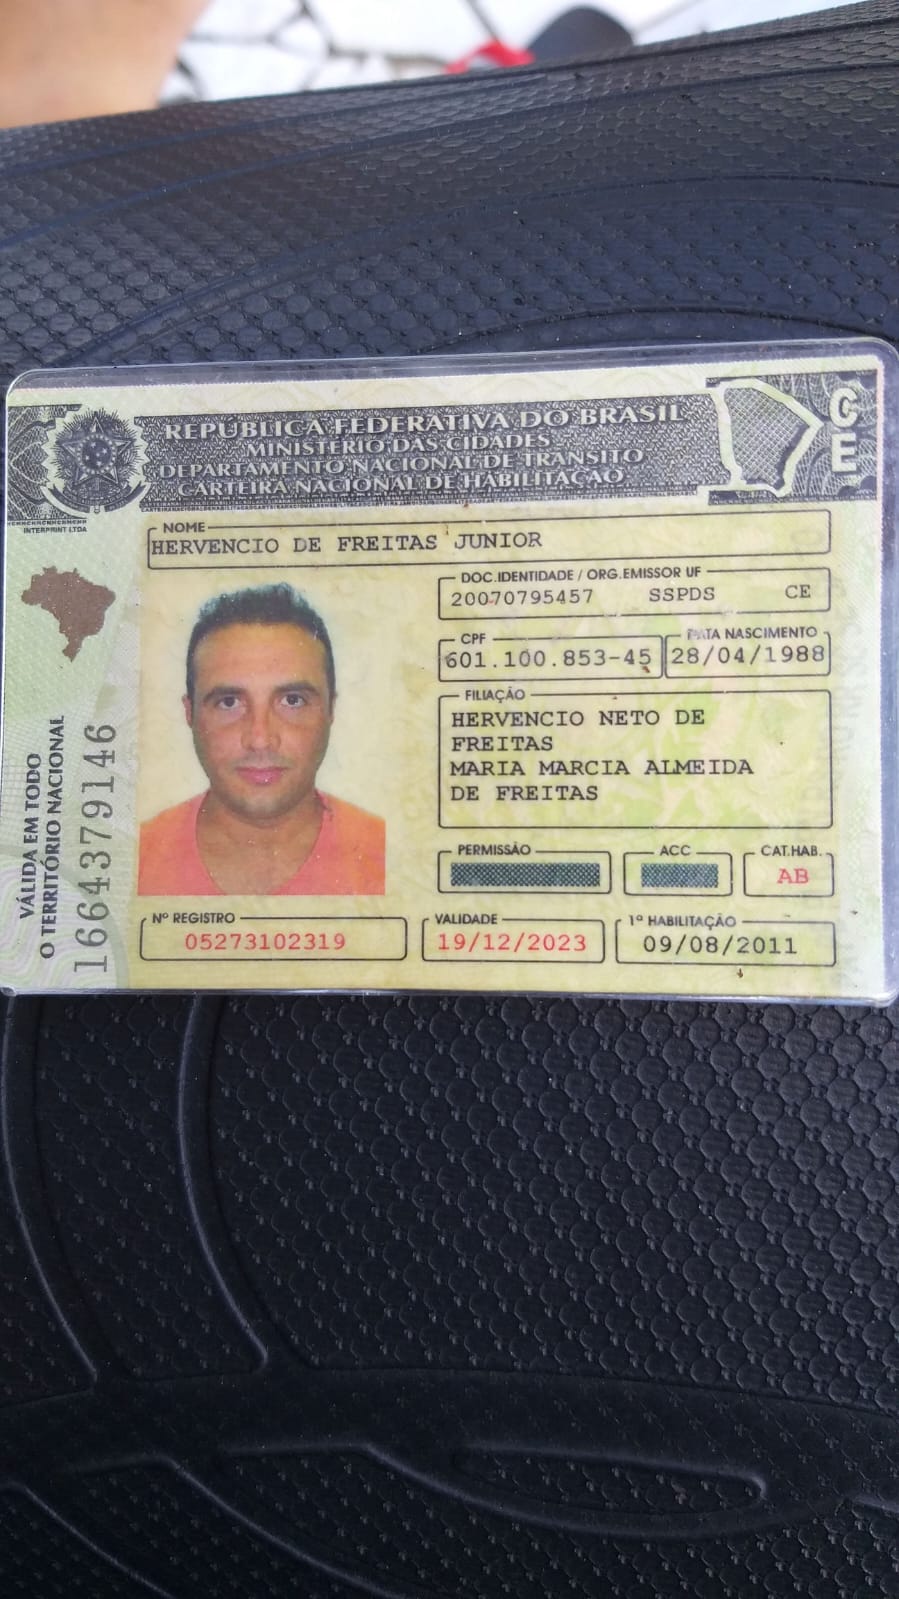 REPÚBLICA FEDERATIVA DO BRASIL
MINISTÉRIO DAS CIDADES
DEPARTAMENTO NACIONAL DE TRÂNSITO
CARTEIRA NACIONAL DE HABILITAÇÃO
CE
INTERPRINT LTDA
NOME
HERVENCIO DE FREITAS JUNIOR
DOC.IDENTIDADE / ORG.EMISSOR UF
20070795457 SSPDS CE
CPF
601.100.853-45
DATA NASCIMENTO
28/04/1988
FILIAÇÃO
HERVENCIO NETO DE
FREITAS
MARIA MARCIA ALMEIDA
DE FREITAS
PERMISSÃO
ACC
CAT.HAB.
AB
Nº REGISTRO
05273102319
VALIDADE
19/12/2023
1ª HABILITAÇÃO
09/08/2011
VÁLIDA EM TODO
O TERRITÓRIO NACIONAL
1664379146